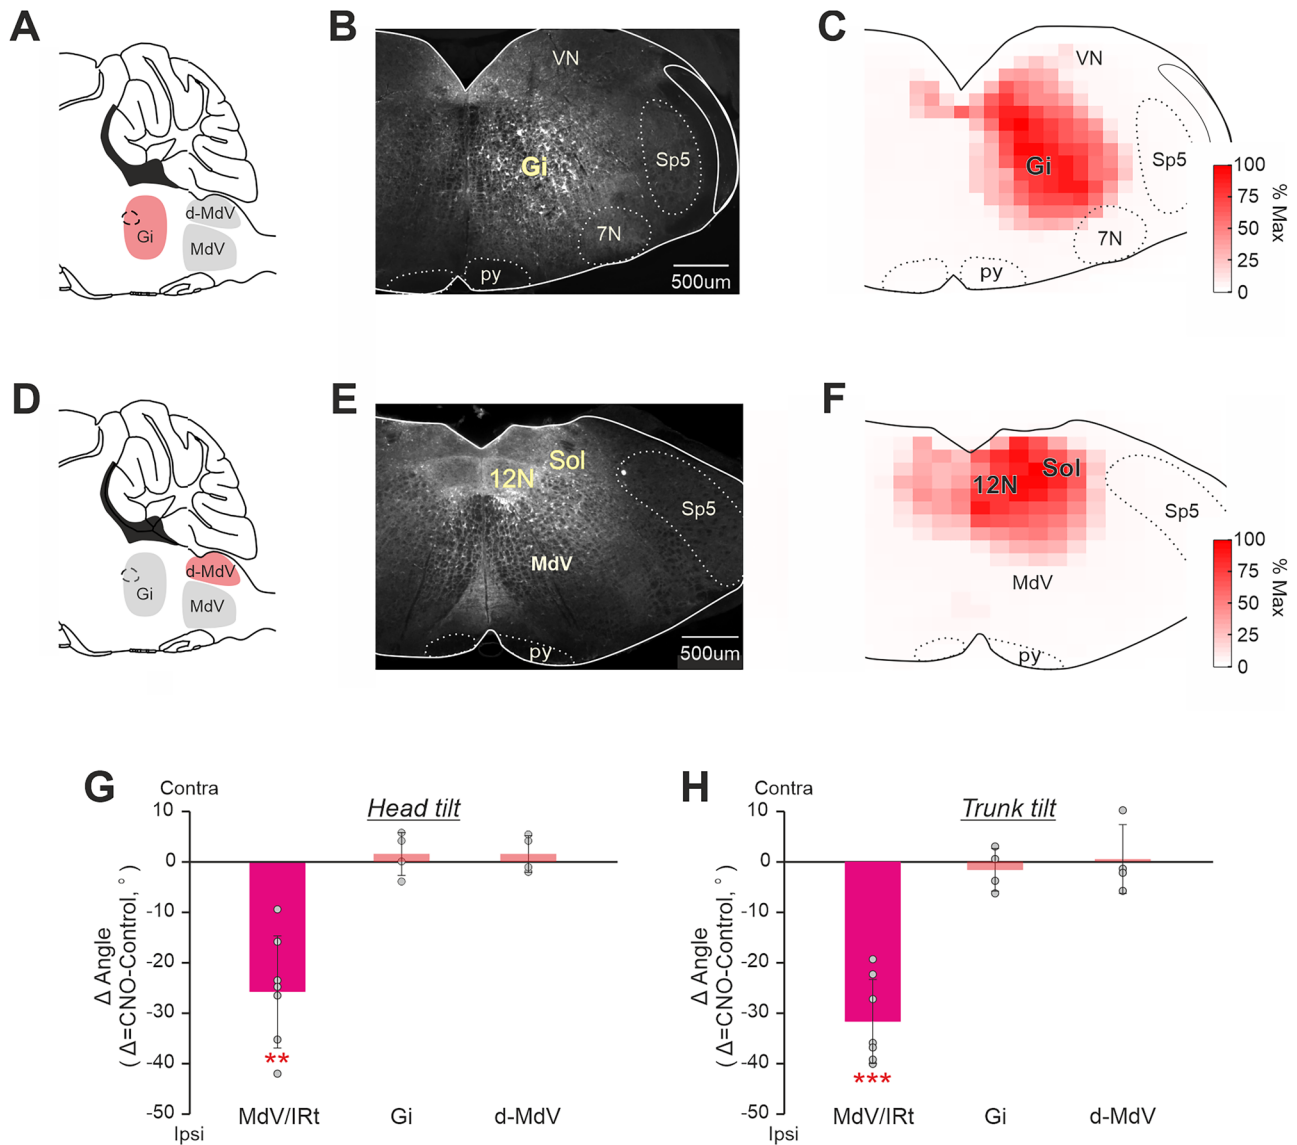 A
Gi
d-MdV
MdV
B
VN
Gi
Sp5
7N
py
500um
C
VN
Gi
Sp5
7N
py
100
75
50
25
0
% Max
D
Gi
d-MdV
MdV
E
Sol
12N
Sp5
MdV
py
500um
F
Sol
12N
Sp5
MdV
py
100
75
50
25
0
% Max
G
Contra
Head tilt
10
0
-10
-20
-30
-40
-50
Δ Angle
( Δ=CNO-Control, ° )
**
MdV/IRt
Gi
d-MdV
Ipsi
H
Contra
Trunk tilt
10
0
-10
-20
-30
-40
-50
Δ Angle
( Δ=CNO-Control, ° )
***
MdV/IRt
Gi
d-MdV
Ipsi